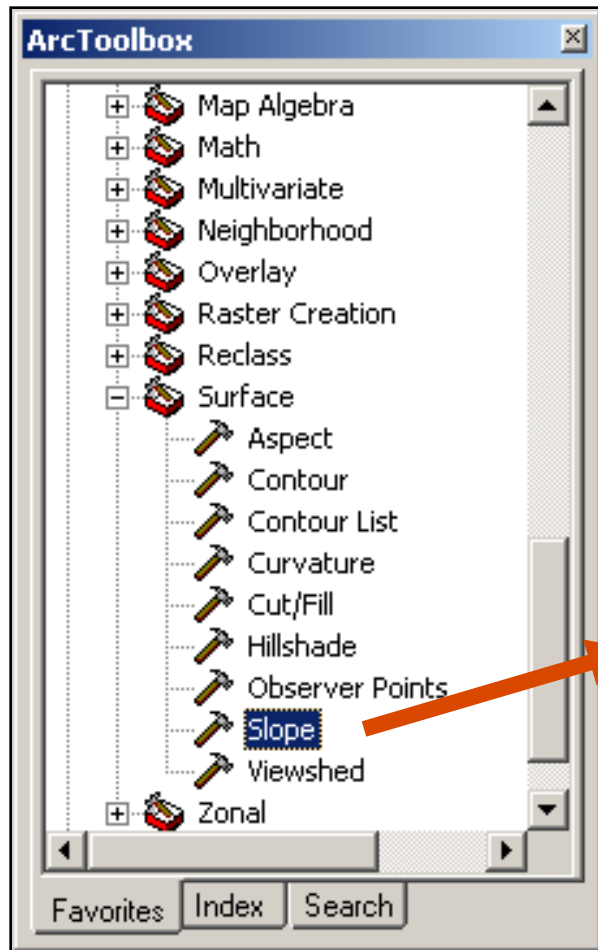 ArcToolbox
Map Algebra
Math
Multivariate
Neighborhood
Overlay
Raster Creation
Reclass
Surface
Aspect
Contour
Contour List
Curvature
Cut/Fill
Hillshade
Observer Points
Slope
Viewshed
Zonal
Favorites Index Search